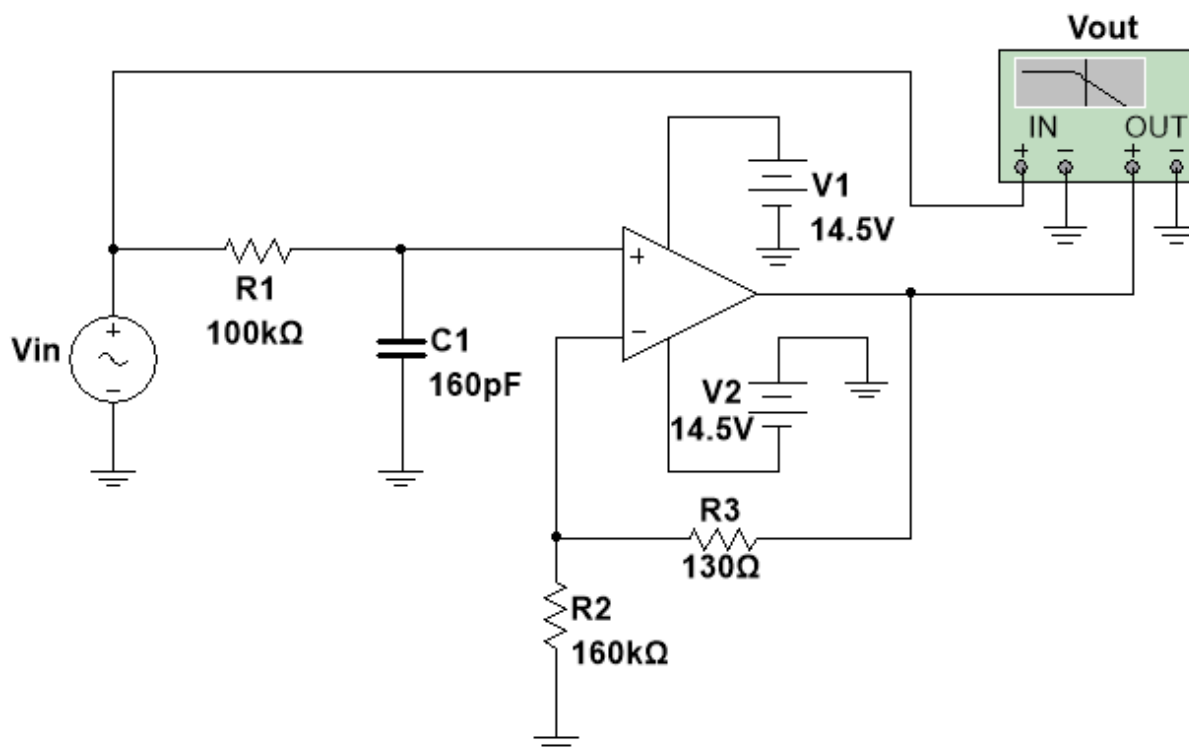 Vout
IN OUT
+ − + −
V1
14.5V
+
R1
100kΩ
Vin
+
−
C1
160pF
−
V2
14.5V
R3
130Ω
R2
160kΩ